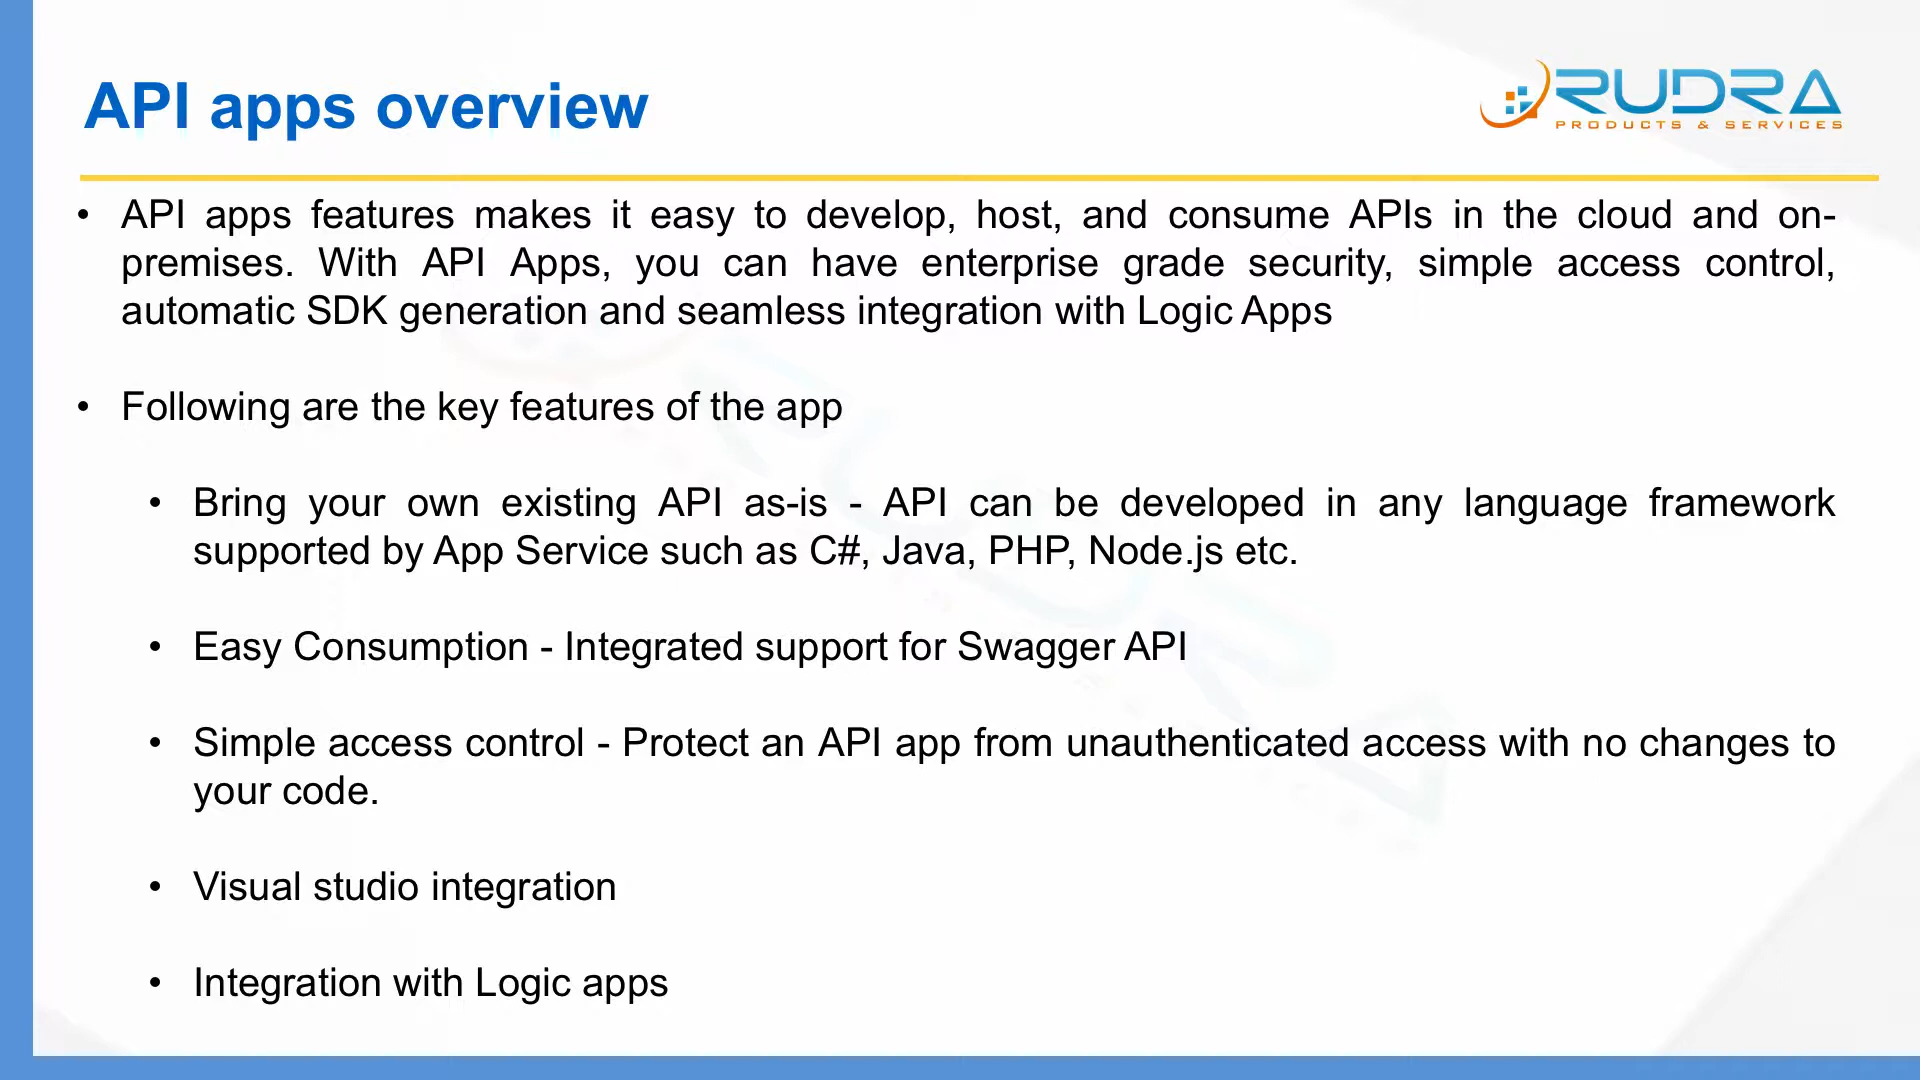 API apps overview
RUDRA
PRODUCTS & SERVICES
• API apps features makes it easy to develop, host, and consume APIs in the cloud and on-
premises. With API Apps, you can have enterprise grade security, simple access control,
automatic SDK generation and seamless integration with Logic Apps
• Following are the key features of the app
• Bring your own existing API as-is - API can be developed in any language framework
supported by App Service such as C#, Java, PHP, Node.js etc.
• Easy Consumption - Integrated support for Swagger API
• Simple access control - Protect an API app from unauthenticated access with no changes to
your code.
• Visual studio integration
• Integration with Logic apps